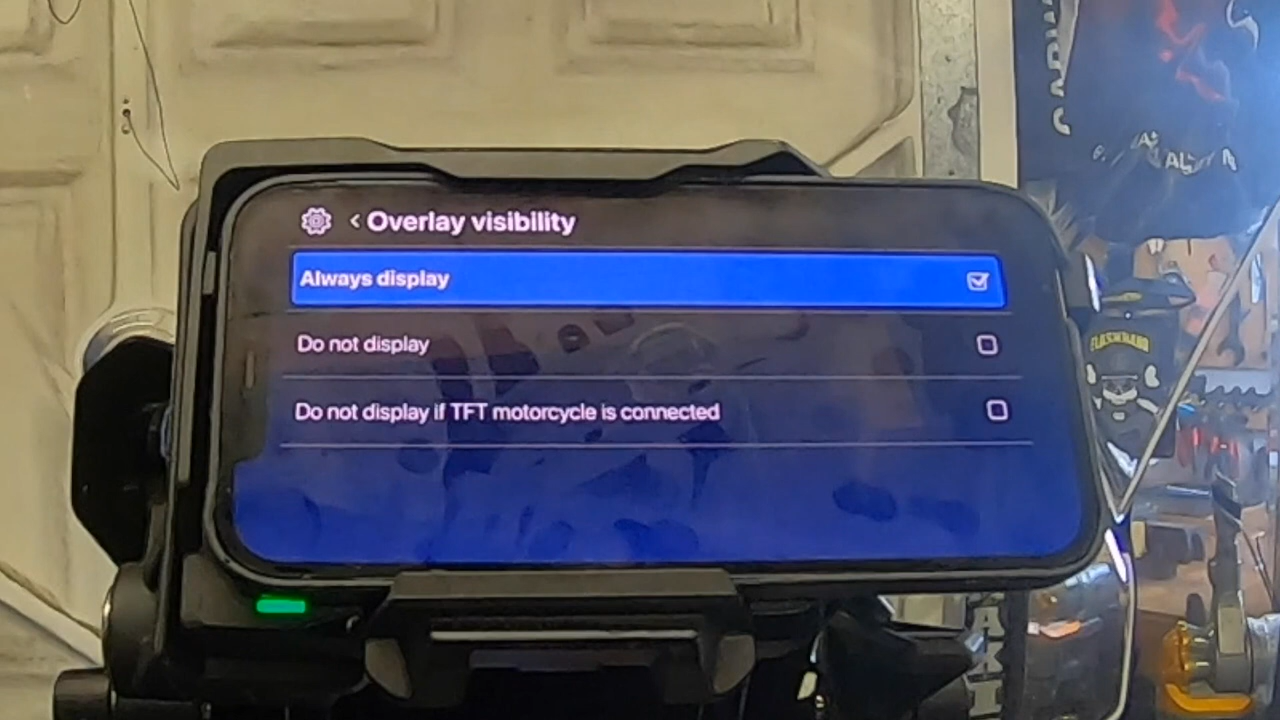 < Overlay visibility
Always display
Do not display
Do not display if TFT motorcycle is connected